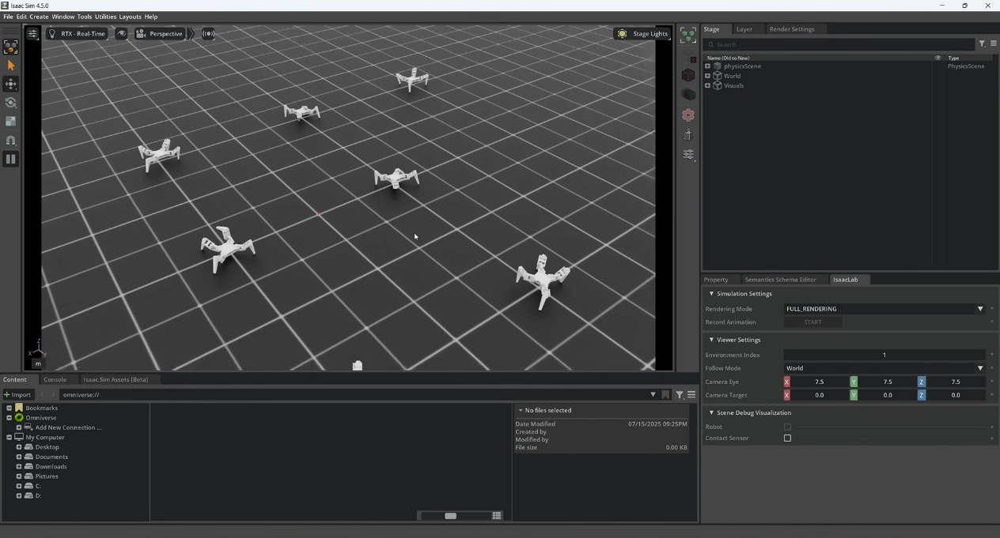 Isaac Sim 4.5.0
File Edit Create Window Tools Utilities Layouts Help
RTX - Real-Time
Perspective
Stage Lights
Z
X
Y
m
Stage Layer Render Settings
Search
Name (Old to New) Type
physicsScene PhysicsScene
World
Visuals
Property Semantics Schema Editor IsaacLab
Simulation Settings
Rendering Mode FULL_RENDERING
Record Animation START
Viewer Settings
Environment Index 1
Follow Mode World
Camera Eye X 7.5 Y 7.5 Z 7.5
Camera Target X 0.0 Y 0.0 Z 0.0
Scene Debug Visualization
Robot
Contact Sensor
Content Console Isaac Sim Assets [Beta]
+ Import omniverse://
Bookmarks
Omniverse
Add New Connection ...
My Computer
Desktop
Documents
Downloads
Pictures
C:
D:
No files selected
Date Modified 07/15/2025 09:25PM
Created by
Modified by
File size 0.00 KB